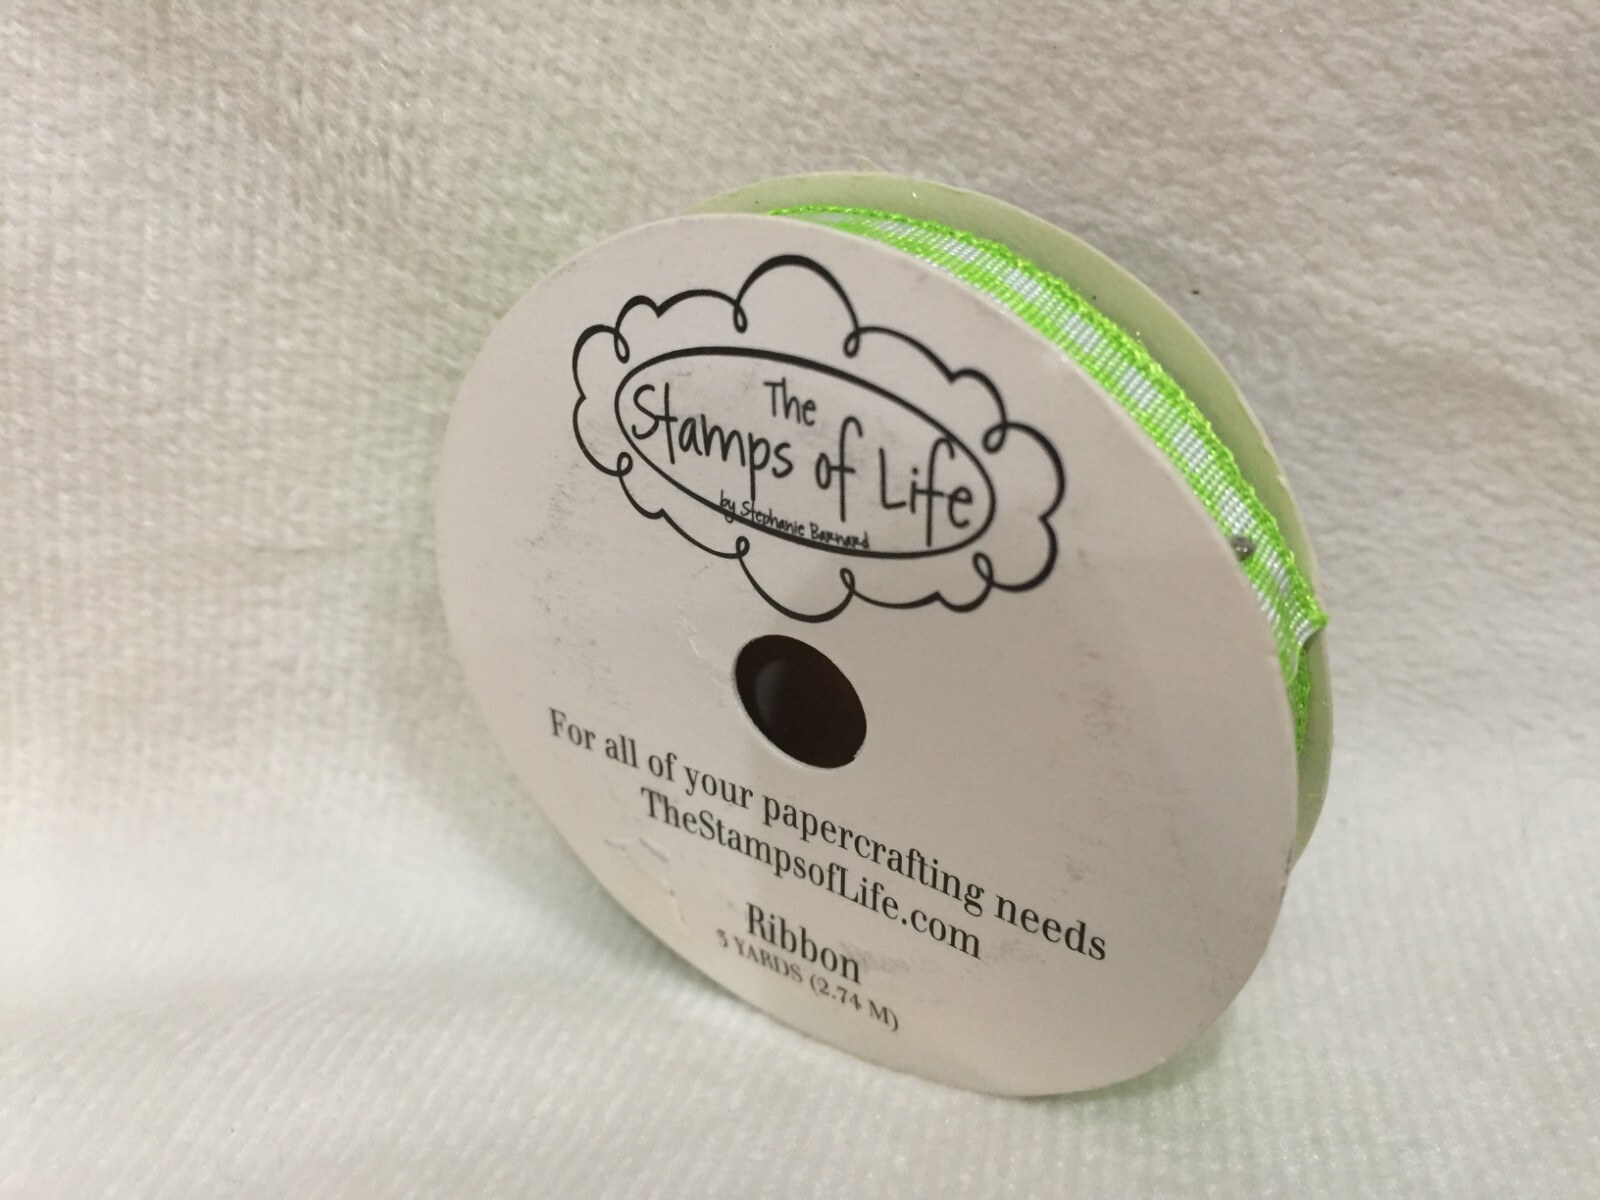 The
Stamps of Life
by Stephanie Barnard
For all of your papercrafting needs
TheStampsofLife.com
Ribbon
3 YARDS (2.74 M)